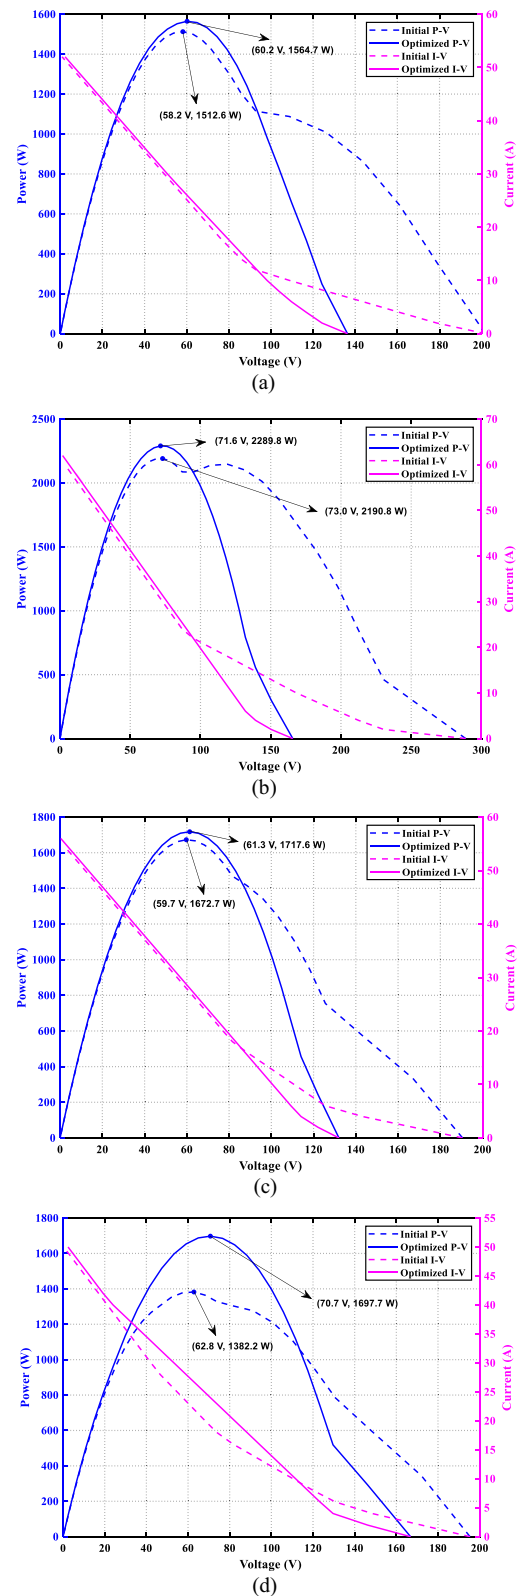 1600
1400
1200
1000
800
600
400
200
0
Power (W)
60
50
40
30
20
10
0
Current (A)
Initial P-V
Optimized P-V
Initial I-V
Optimized I-V
(60.2 V, 1564.7 W)
(58.2 V, 1512.6 W)
0 20 40 60 80 100 120 140 160 180 200
Voltage (V)
(a)
2500
2000
1500
1000
500
0
Power (W)
70
60
50
40
30
20
10
0
Current (A)
Initial P-V
Optimized P-V
Initial I-V
Optimized I-V
(71.6 V, 2289.8 W)
(73.0 V, 2190.8 W)
0 50 100 150 200 250 300
Voltage (V)
(b)
1800
1600
1400
1200
1000
800
600
400
200
0
Power (W)
60
50
40
30
20
10
0
Current (A)
Initial P-V
Optimized P-V
Initial I-V
Optimized I-V
(61.3 V, 1717.6 W)
(59.7 V, 1672.7 W)
0 20 40 60 80 100 120 140 160 180 200
Voltage (V)
(c)
1800
1600
1400
1200
1000
800
600
400
200
0
Power (W)
55
50
45
40
35
30
25
20
15
10
5
0
Current (A)
Initial P-V
Optimized P-V
Initial I-V
Optimized I-V
(70.7 V, 1697.7 W)
(62.8 V, 1382.2 W)
0 20 40 60 80 100 120 140 160 180 200
Voltage (V)
(d)